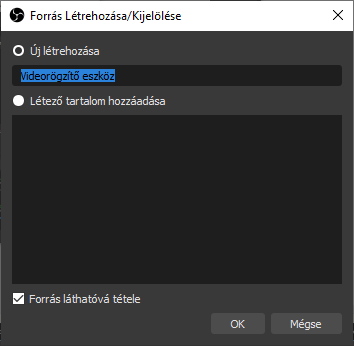 Forrás Létrehozása/Kijelölése
Új létrehozása
Videorögzítő eszköz
Létező tartalom hozzáadása
Forrás láthatóvá tétele
OK
Mégse